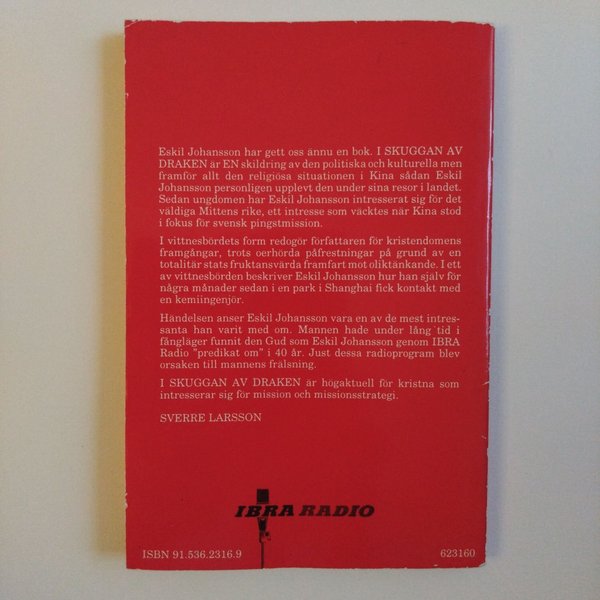 Eskil Johansson har gett oss ännu en bok. I SKUGGAN AV
DRAKEN är EN skildring av den politiska och kulturella men
framför allt den religiösa situationen i Kina sådan Eskil
Johansson personligen upplevt den under sina resor i landet.
Sedan ungdomen har Eskil Johansson intresserat sig för det
väldiga Mittens rike, ett intresse som väcktes när Kina stod
i fokus för svensk pingstmission.
I vittnesbördets form redogör författaren för kristendomens
framgångar, trots oerhörda påfrestningar på grund av en
totalitär stats fruktansvärda framfart mot oliktänkande. I ett
av vittnesbörden beskriver Eskil Johansson hur han själv för
några månader sedan i en park i Shanghai fick kontakt med
en kemiingenjör.
Händelsen anser Eskil Johansson vara en av de mest intres-
santa han varit med om. Mannen hade under lång tid i
fångläger funnit den Gud som Eskil Johansson genom IBRA
Radio "predikat om" i 40 år. Just dessa radioprogram blev
orsaken till mannens frälsning.
I SKUGGAN AV DRAKEN är högaktuell för kristna som
intresserar sig för mission och missionsstrategi.
SVERRE LARSSON
IBRA RADIO
ISBN 91.536.2316.9
623160